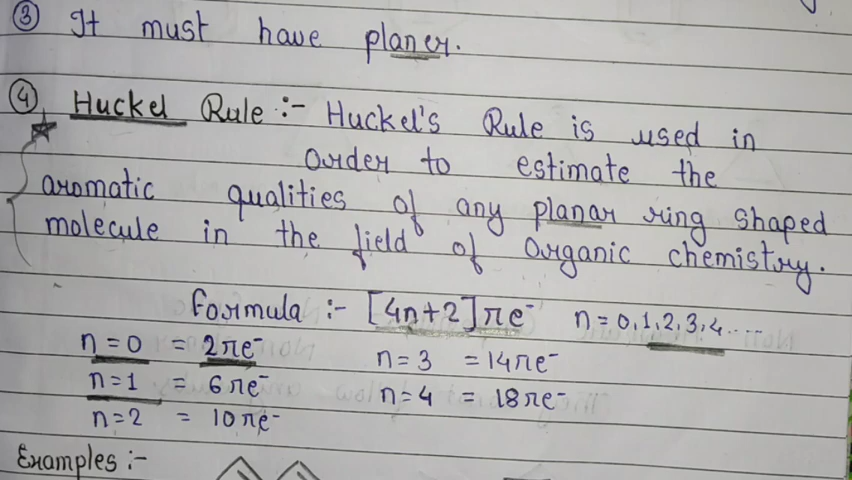 ③ It must have planer.
④ Huckel Rule :- Huckel's Rule is used in
order to estimate the
aromatic qualities of any planar ring shaped
molecule in the field of organic chemistry.
formula :- [4n+2]πe⁻ n=0,1,2,3,4....
n=0 = 2πe⁻ n=3 = 14πe⁻
n=1 = 6πe⁻ n=4 = 18πe⁻
n=2 = 10πe⁻
Examples :-